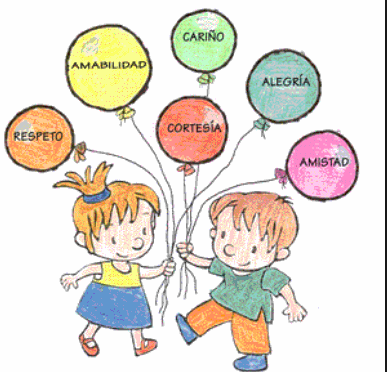 CARIÑO
AMABILIDAD
ALEGRÍA
RESPETO
CORTESÍA
AMISTAD